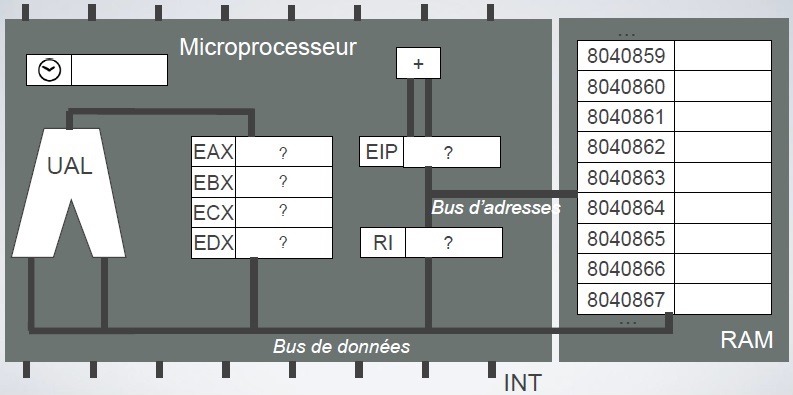 Microprocesseur
+
UAL
EAX ?
EBX ?
ECX ?
EDX ?
EIP ?
Bus d’adresses
RI ?
Bus de données
INT
...
8040859
8040860
8040861
8040862
8040863
8040864
8040865
8040866
8040867
...
RAM